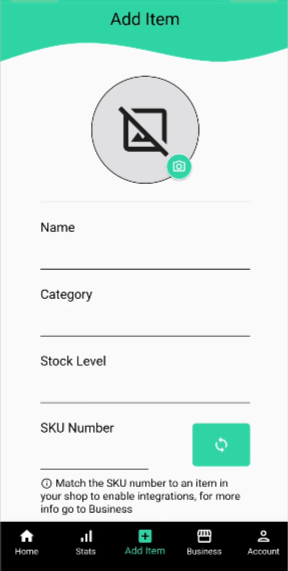 Add Item
Name
Category
Stock Level
SKU Number
Match the SKU number to an item in
your shop to enable integrations, for more
info go to Business
Home
Stats
Add Item
Business
Account